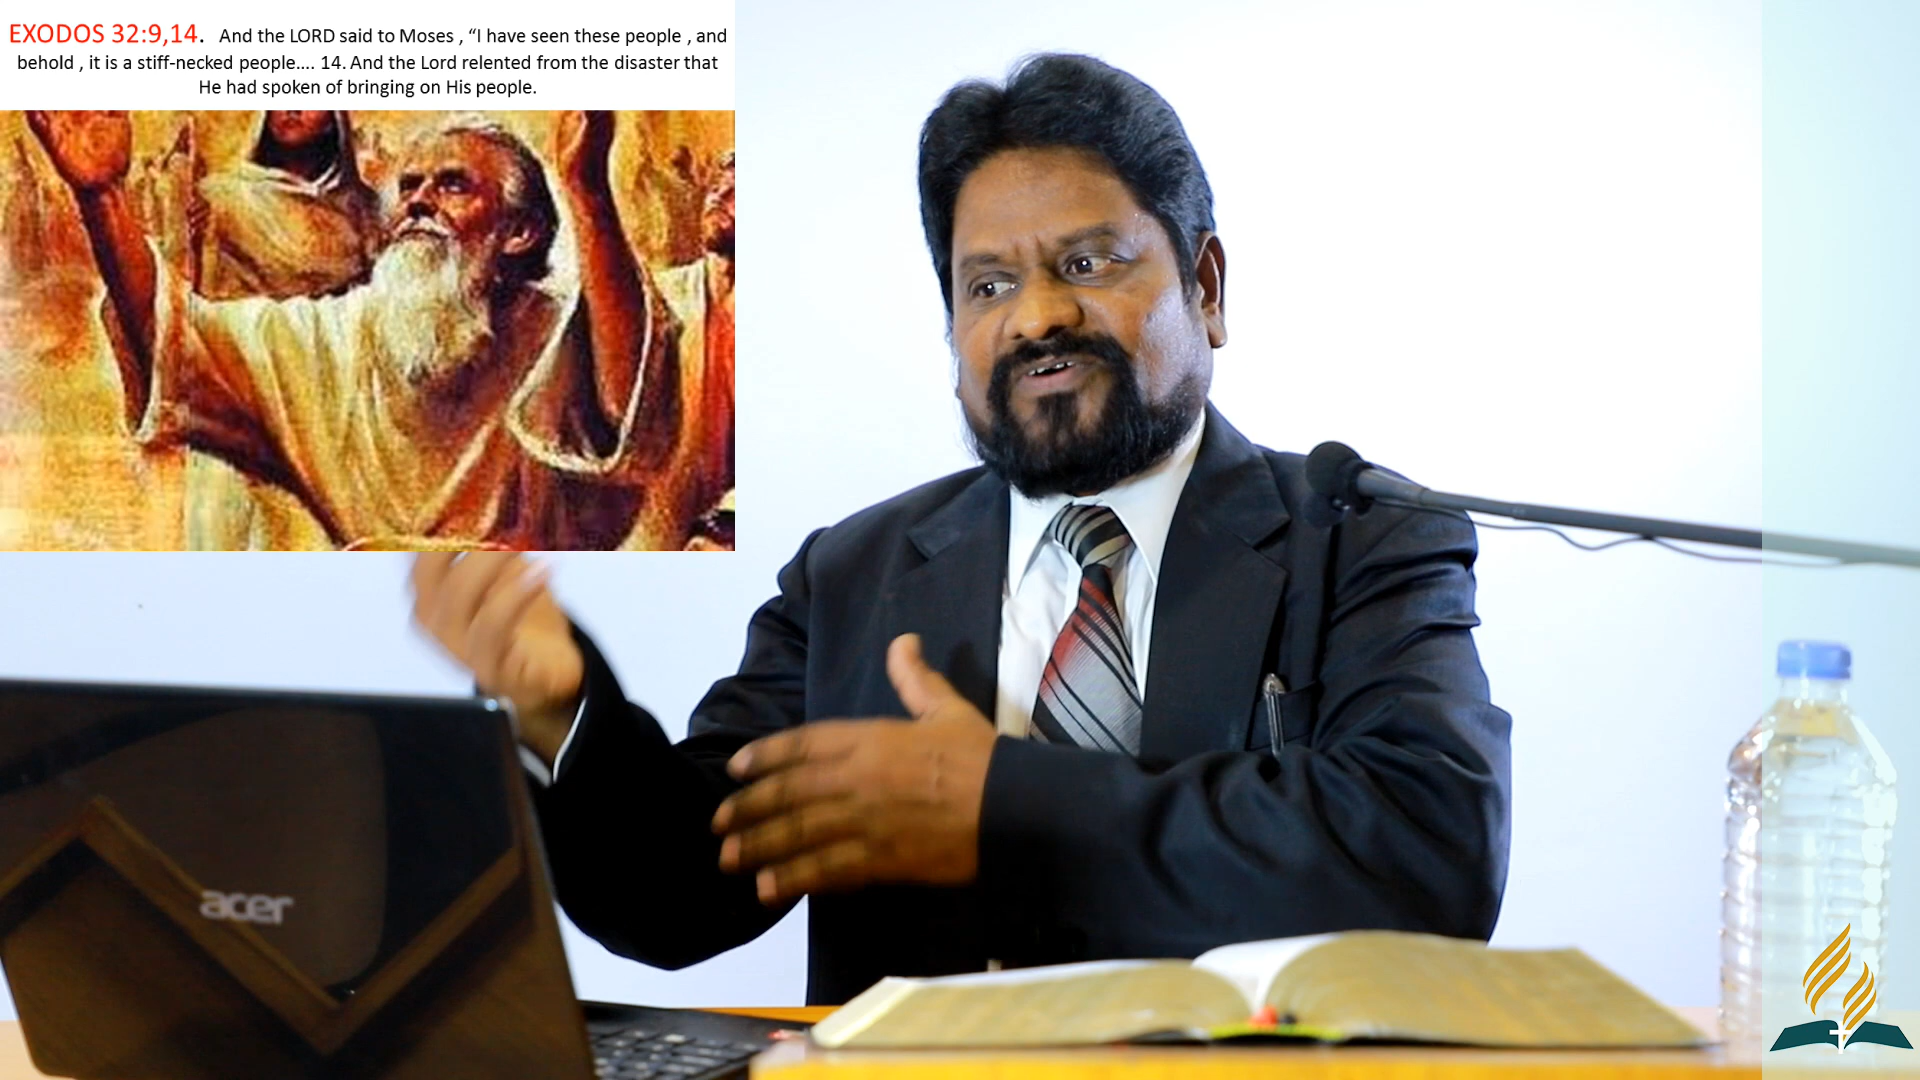 EXODOS 32:9,14. And the LORD said to Moses , “I have seen these people , and
behold , it is a stiff-necked people.... 14. And the Lord relented from the disaster that
He had spoken of bringing on His people.
acer